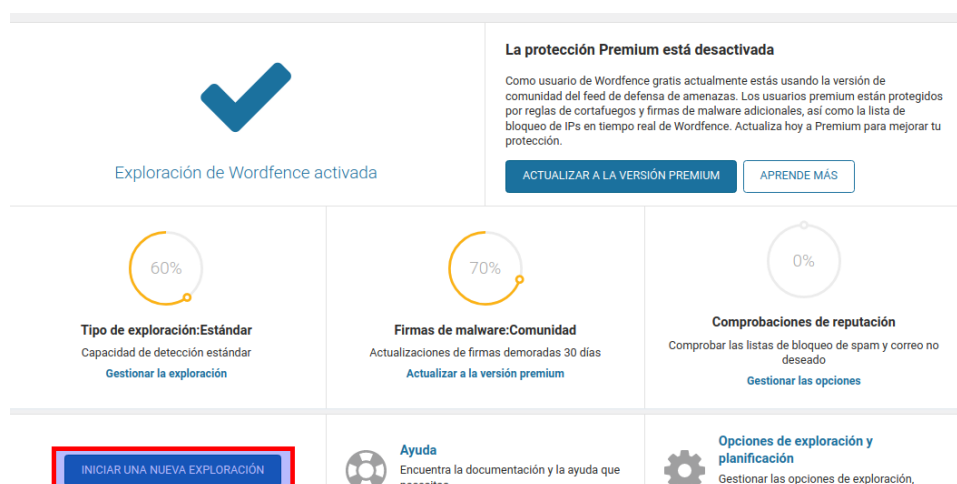 La protección Premium está desactivada
Como usuario de Wordfence gratis actualmente estás usando la versión de
comunidad del feed de defensa de amenazas. Los usuarios premium están protegidos
por reglas de cortafuegos y firmas de malware adicionales, así como la lista de
bloqueo de IPs en tiempo real de Wordfence. Actualiza hoy a Premium para mejorar tu
protección.
Exploración de Wordfence activada
ACTUALIZAR A LA VERSIÓN PREMIUM
APRENDE MÁS
60%
Tipo de exploración:Estándar
Capacidad de detección estándar
Gestionar la exploración
70%
Firmas de malware:Comunidad
Actualizaciones de firmas demoradas 30 días
Actualizar a la versión premium
0%
Comprobaciones de reputación
Comprobar las listas de bloqueo de spam y correo no
deseado
Gestionar las opciones
INICIAR UNA NUEVA EXPLORACIÓN
Ayuda
Encuentra la documentación y la ayuda que
Opciones de exploración y
planificación
Gestionar las opciones de exploración,